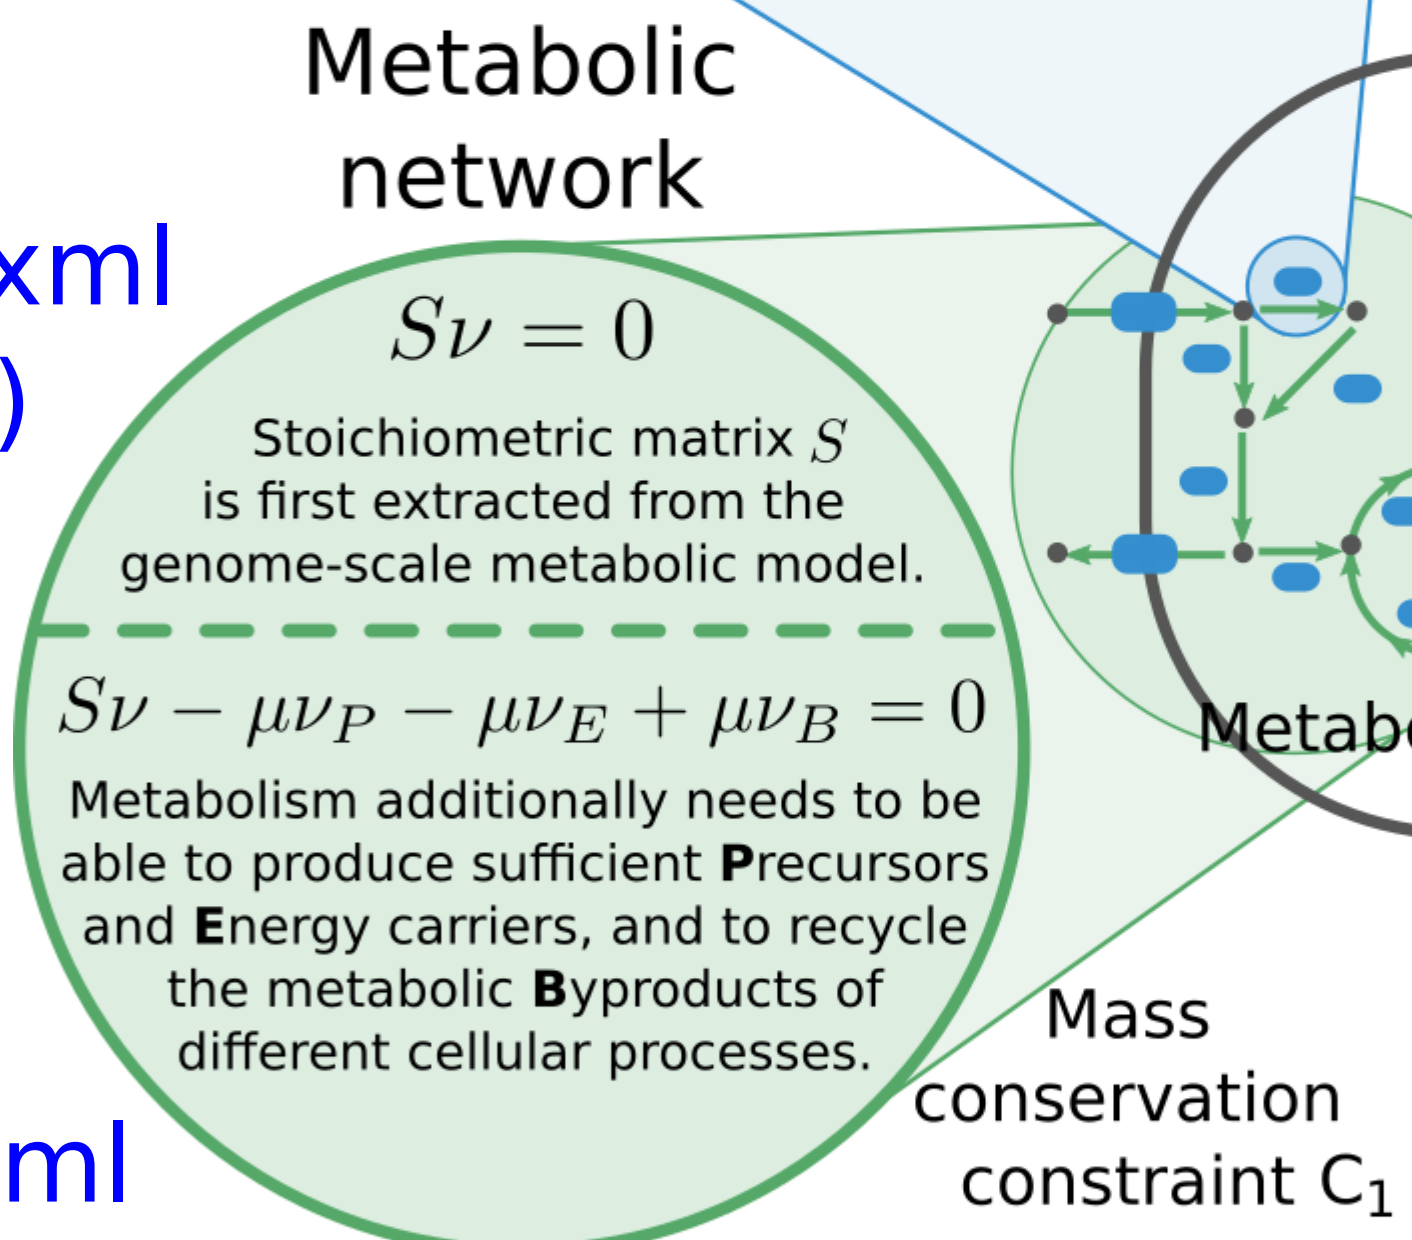 Metabolic
network
xml
)
Sν = 0
Stoichiometric matrix S
is first extracted from the
genome-scale metabolic model.
Sν − μν_P − μν_E + μν_B = 0
Metabolism additionally needs to be
able to produce sufficient Precursors
and Energy carriers, and to recycle
the metabolic Byproducts of
different cellular processes.
Metabo
Mass
conservation
constraint C₁
ml